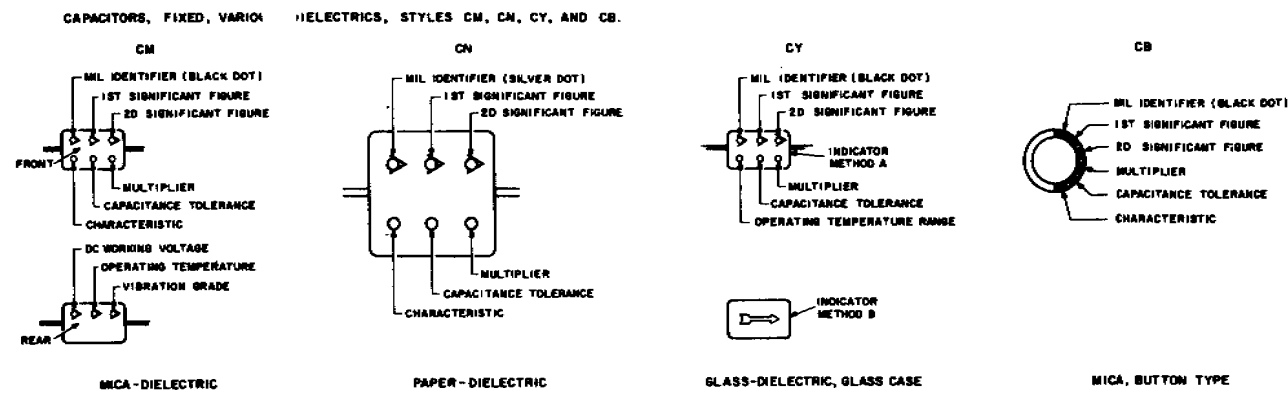 CAPACITORS, FIXED, DIELECTRICS, STYLES CM, CN, CY, AND CB.
CM
MIL IDENTIFIER (BLACK DOT)
1ST SIGNIFICANT FIGURE
2D SIGNIFICANT FIGURE
FRONT
MULTIPLIER
CAPACITANCE TOLERANCE
CHARACTERISTIC
DC WORKING VOLTAGE
OPERATING TEMPERATURE
VIBRATION GRADE
REAR
MICA-DIELECTRIC
CN
MIL IDENTIFIER (SILVER DOT)
1ST SIGNIFICANT FIGURE
2D SIGNIFICANT FIGURE
MULTIPLIER
CAPACITANCE TOLERANCE
CHARACTERISTIC
PAPER-DIELECTRIC
CY
MIL IDENTIFIER (BLACK DOT)
1ST SIGNIFICANT FIGURE
2D SIGNIFICANT FIGURE
INDICATOR
METHOD A
MULTIPLIER
CAPACITANCE TOLERANCE
OPERATING TEMPERATURE RANGE
INDICATOR
METHOD B
GLASS-DIELECTRIC, GLASS CASE
CB
MIL IDENTIFIER (BLACK DOT)
1ST SIGNIFICANT FIGURE
2D SIGNIFICANT FIGURE
MULTIPLIER
CAPACITANCE TOLERANCE
CHARACTERISTIC
MICA, BUTTON TYPE